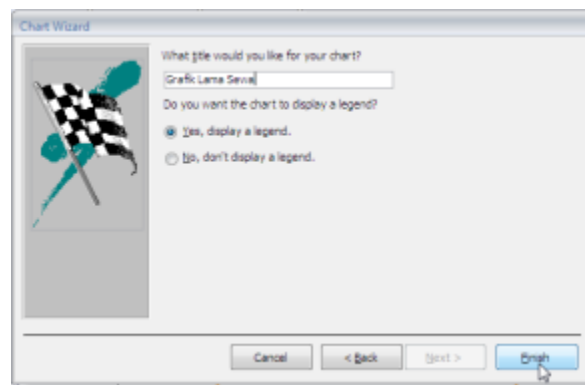 Chart Wizard
What title would you like for your chart?
Grafik Lama Sewa
Do you want the chart to display a legend?
Yes, display a legend.
No, don't display a legend.
Cancel
< Back
Next >
Finish